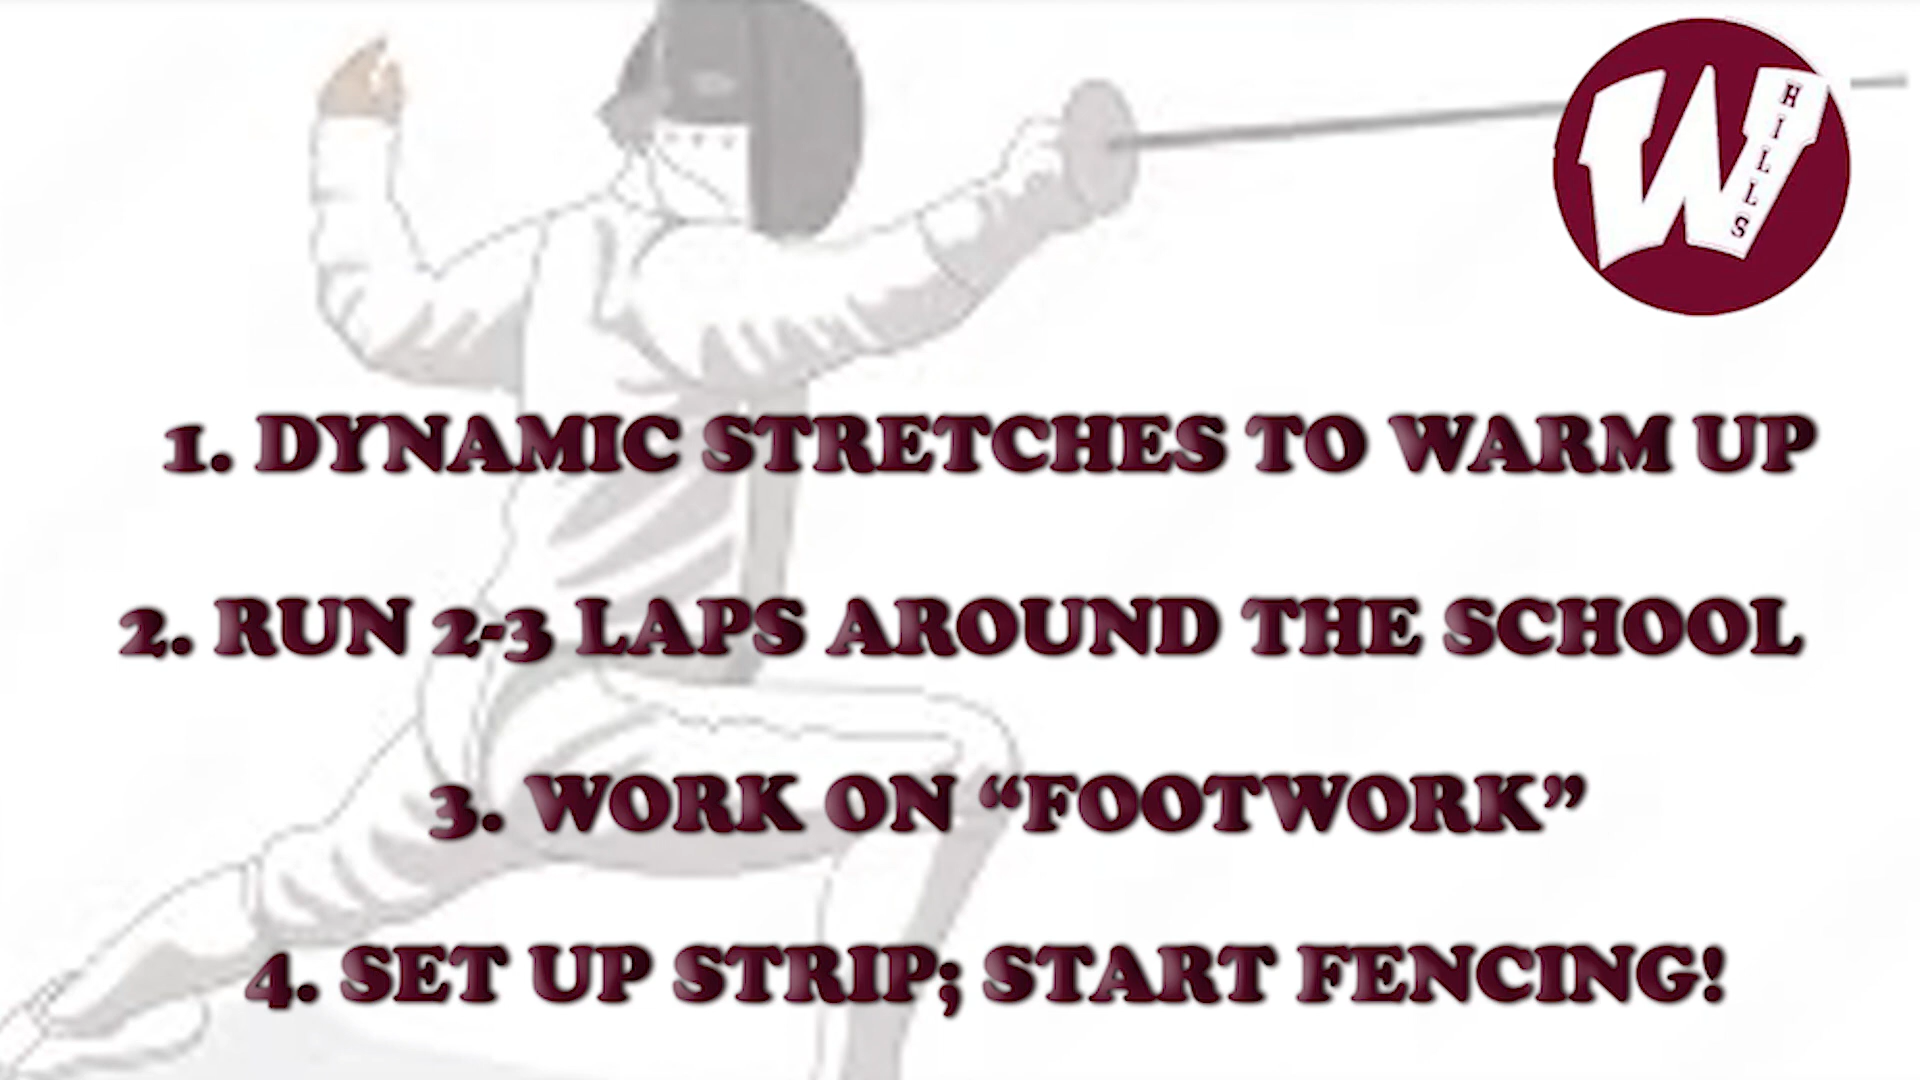 W HILLS
1. DYNAMIC STRETCHES TO WARM UP
2. RUN 2-3 LAPS AROUND THE SCHOOL
3. WORK ON “FOOTWORK”
4. SET UP STRIP; START FENCING!